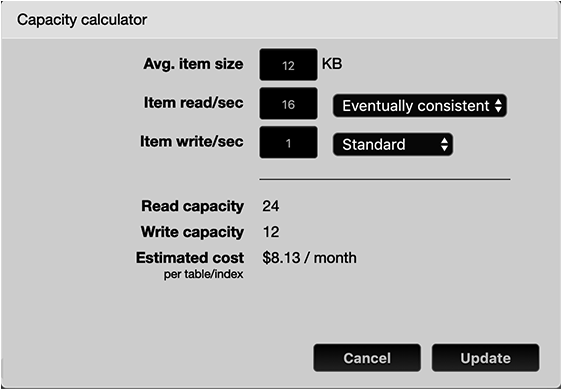 Capacity calculator
Avg. item size 12 KB
Item read/sec 16 Eventually consistent
Item write/sec 1 Standard
Read capacity 24
Write capacity 12
Estimated cost $8.13 / month
per table/index
Cancel Update